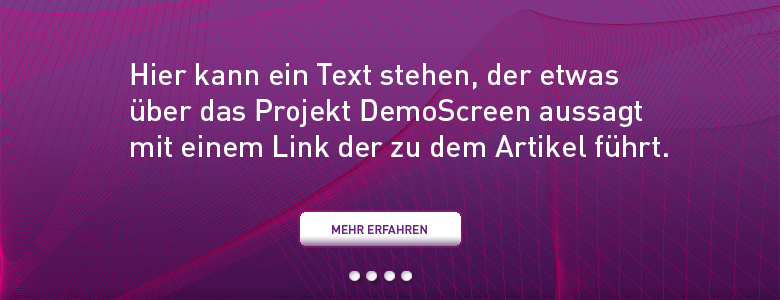 Hier kann ein Text stehen, der etwas
über das Projekt DemoScreen aussagt
mit einem Link der zu dem Artikel führt.
MEHR ERFAHREN